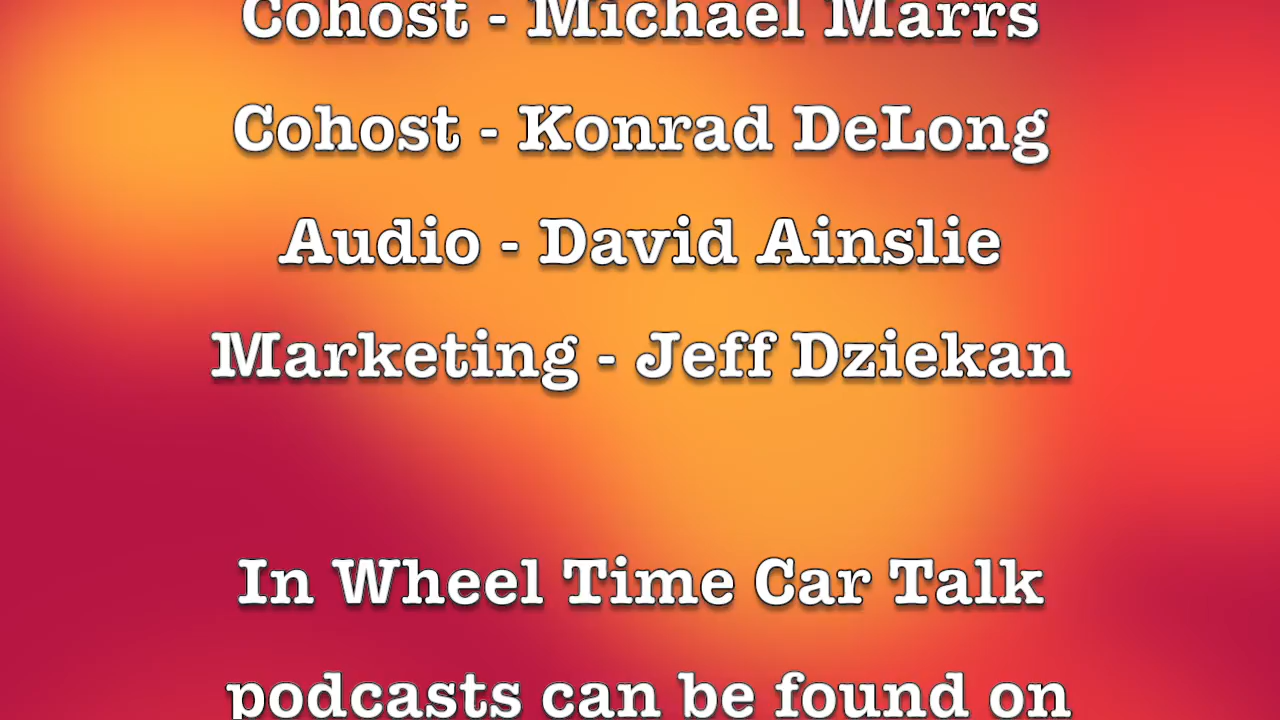 Cohost - Michael Marrs
Cohost - Konrad DeLong
Audio - David Ainslie
Marketing - Jeff Dziekan
In Wheel Time Car Talk
podcasts can be found on